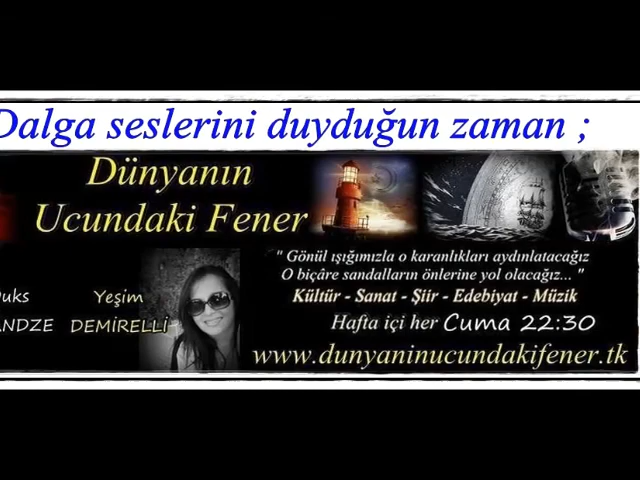 Dalga seslerini duyduğun zaman ;
Dünyanın
Ucundaki Fener
" Gönül ışığımızla o karanlıkları aydınlatacağız
O biçâre sandalların önlerine yol olacağız... "
Kültür - Sanat - Şiir - Edebiyat - Müzik
Yeşim
DEMİRELLİ
Hafta içi her Cuma 22:30
www.dunyaninucundakifener.tk